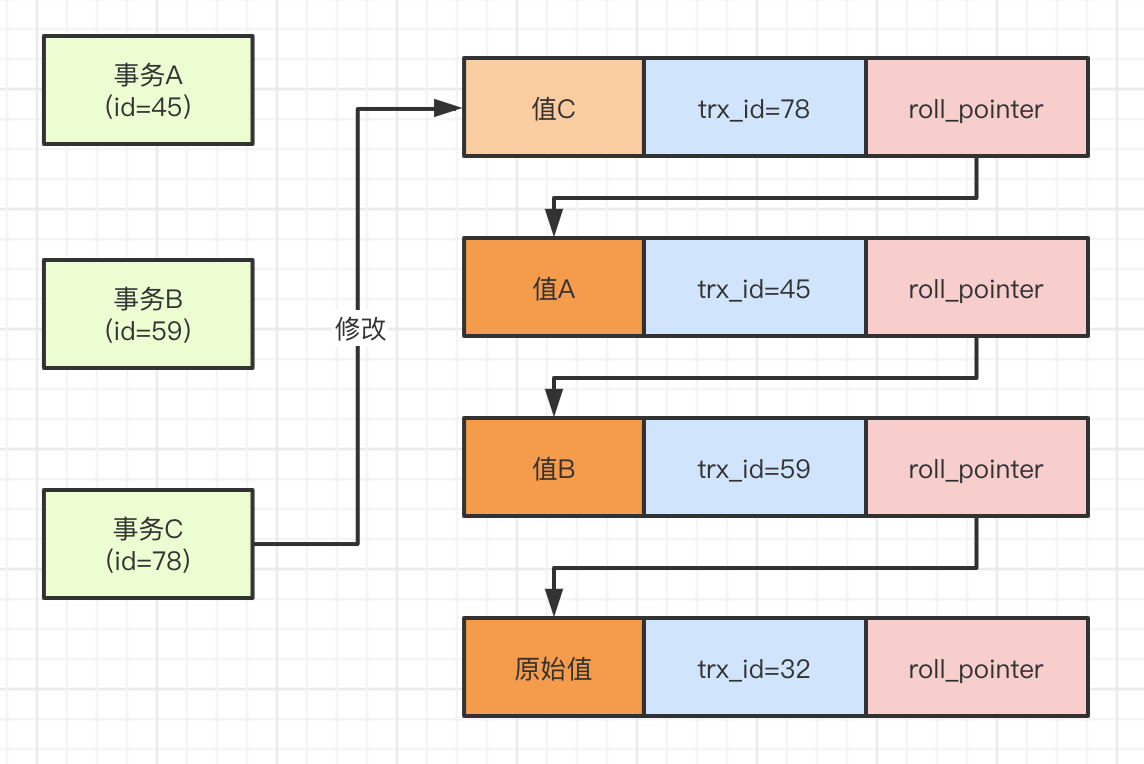 事务A
(id=45)
事务B
(id=59)
事务C
(id=78)
修改
值C
trx_id=78
roll_pointer
值A
trx_id=45
roll_pointer
值B
trx_id=59
roll_pointer
原始值
trx_id=32
roll_pointer